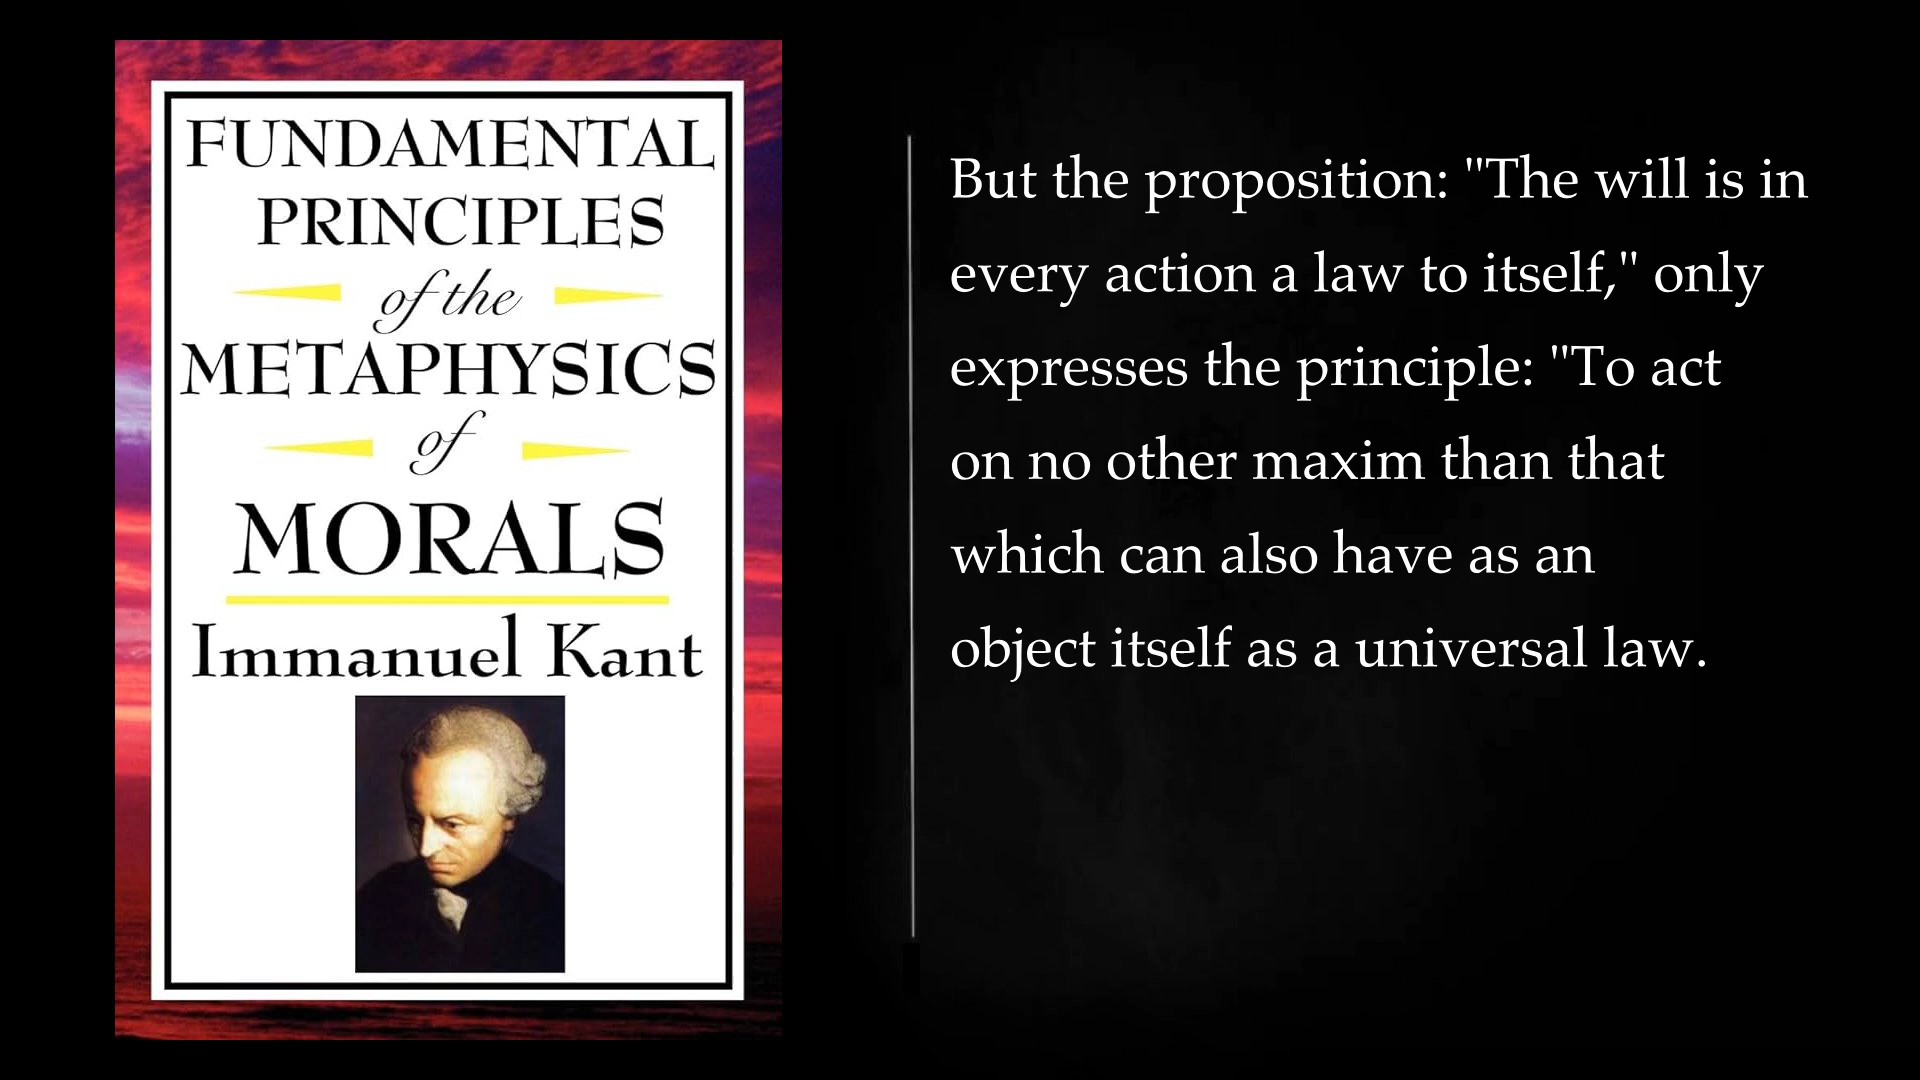 FUNDAMENTAL
PRINCIPLES
of the
METAPHYSICS
of
MORALS
Immanuel Kant
But the proposition: "The will is in
every action a law to itself," only
expresses the principle: "To act
on no other maxim than that
which can also have as an
object itself as a universal law.